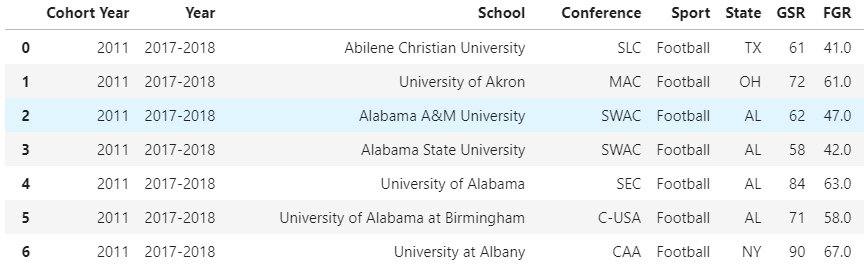 Cohort Year Year School Conference Sport State GSR FGR
0 2011 2017-2018 Abilene Christian University SLC Football TX 61 41.0
1 2011 2017-2018 University of Akron MAC Football OH 72 61.0
2 2011 2017-2018 Alabama A&M University SWAC Football AL 62 47.0
3 2011 2017-2018 Alabama State University SWAC Football AL 58 42.0
4 2011 2017-2018 University of Alabama SEC Football AL 84 63.0
5 2011 2017-2018 University of Alabama at Birmingham C-USA Football AL 71 58.0
6 2011 2017-2018 University at Albany CAA Football NY 90 67.0